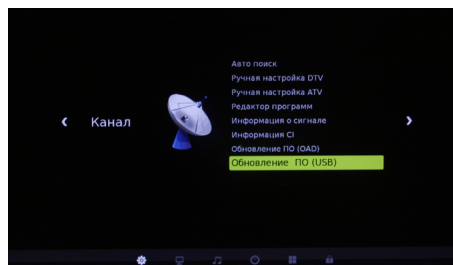 Канал
Авто поиск
Ручная настройка DTV
Ручная настройка ATV
Редактор программ
Информация о сигнале
Информация CI
Обновление ПО (OAD)
Обновление ПО (USB)